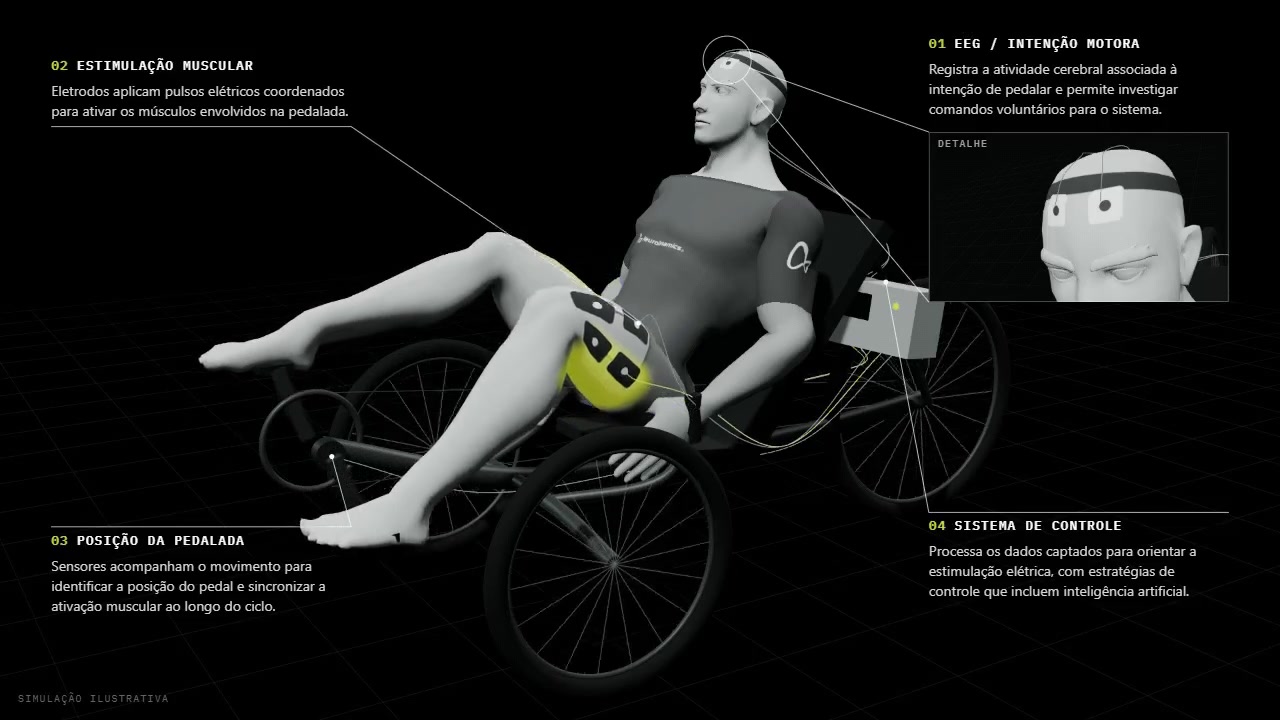 02 ESTIMULAÇÃO MUSCULAR
Eletrodos aplicam pulsos elétricos coordenados
para ativar os músculos envolvidos na pedalada.
01 EEG / INTENÇÃO MOTORA
Registra a atividade cerebral associada à
intenção de pedalar e permite investigar
comandos voluntários para o sistema.
DETALHE
03 POSIÇÃO DA PEDALADA
Sensores acompanham o movimento para
identificar a posição do pedal e sincronizar a
ativação muscular ao longo do ciclo.
04 SISTEMA DE CONTROLE
Processa os dados captados para orientar a
estimulação elétrica, com estratégias de
controle que incluem inteligência artificial.
SIMULAÇÃO ILUSTRATIVA